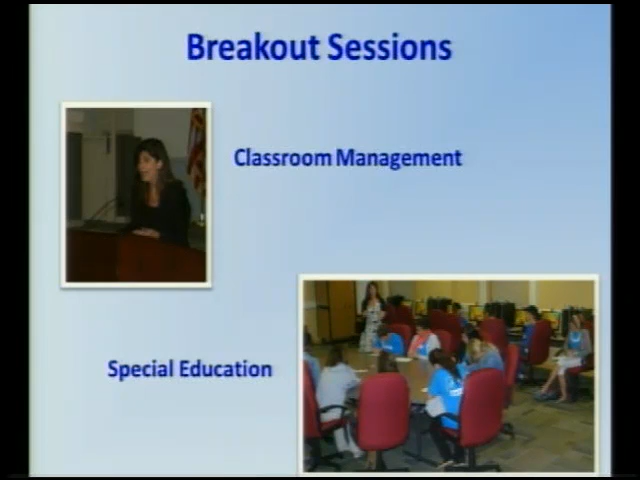 Breakout Sessions
Classroom Management
Special Education